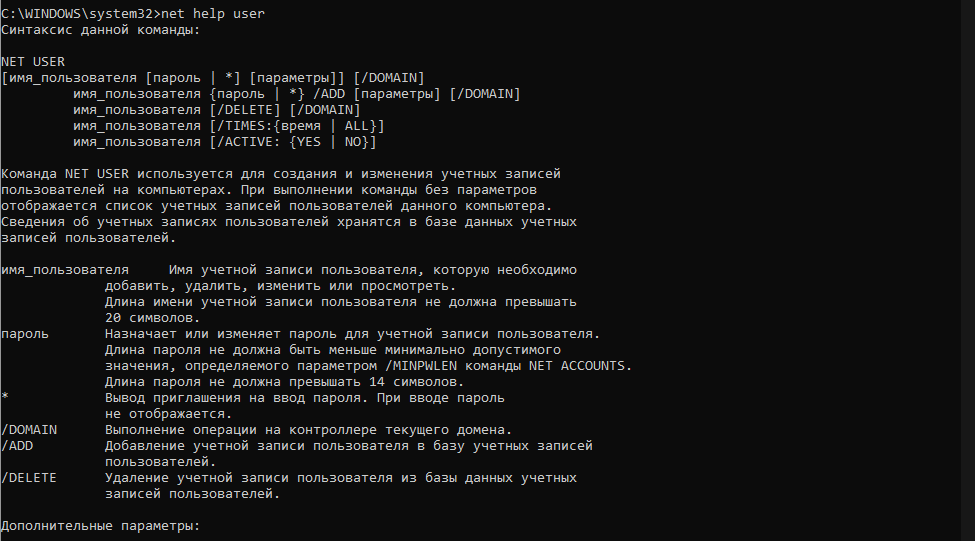 C:\WINDOWS\system32>net help user
Синтаксис данной команды:

NET USER
[имя_пользователя [пароль | *] [параметры]] [/DOMAIN]
         имя_пользователя {пароль | *} /ADD [параметры] [/DOMAIN]
         имя_пользователя [/DELETE] [/DOMAIN]
         имя_пользователя [/TIMES:{время | ALL}]
         имя_пользователя [/ACTIVE: {YES | NO}]

Команда NET USER используется для создания и изменения учетных записей
пользователей на компьютерах. При выполнении команды без параметров
отображается список учетных записей пользователей данного компьютера.
Сведения об учетных записях пользователей хранятся в базе данных учетных
записей пользователей.

имя_пользователя     Имя учетной записи пользователя, которую необходимо
             добавить, удалить, изменить или просмотреть.
             Длина имени учетной записи пользователя не должна превышать
             20 символов.
пароль       Назначает или изменяет пароль для учетной записи пользователя.
             Длина пароля не должна быть меньше минимально допустимого
             значения, определяемого параметром /MINPWLEN команды NET ACCOUNTS.
             Длина пароля не должна превышать 14 символов.
*            Вывод приглашения на ввод пароля. При вводе пароль
             не отображается.
/DOMAIN      Выполнение операции на контроллере текущего домена.
/ADD         Добавление учетной записи пользователя в базу учетных записей
             пользователей.
/DELETE      Удаление учетной записи пользователя из базы данных учетных
             записей пользователей.

Дополнительные параметры: